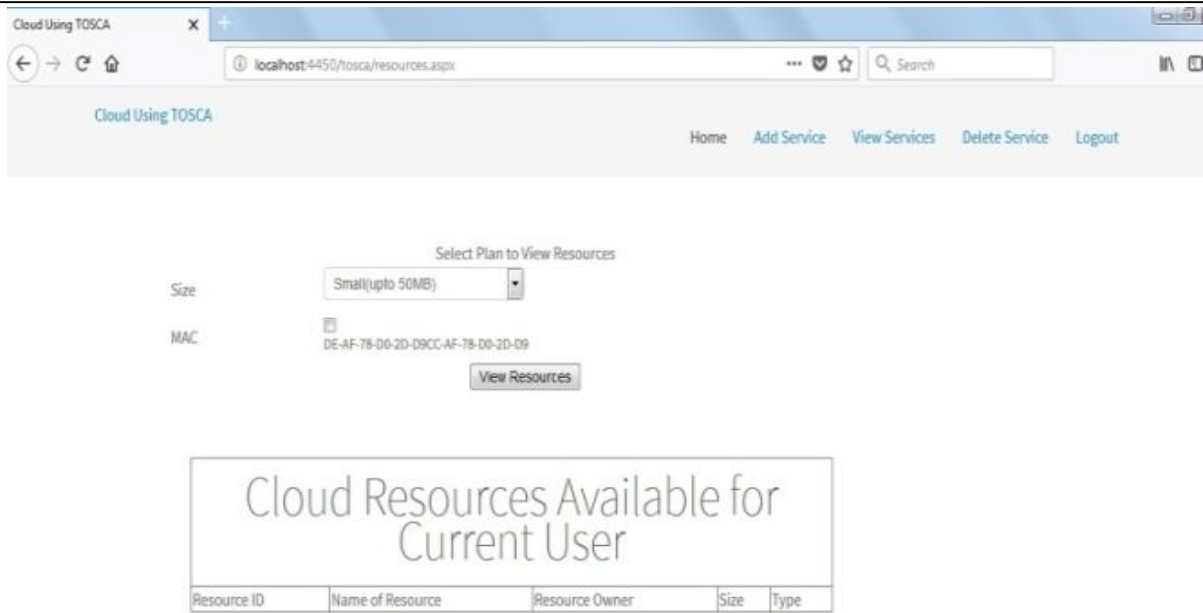 Cloud Using TOSCA
localhost:4450/tosca/resources.aspx
Search
Cloud Using TOSCA
Home Add Service View Services Delete Service Logout
Select Plan to View Resources
Size Small(upto 50MB)
MAC
DE-AF-78-D0-2D-D9CC-AF-78-D0-2D-D9
View Resources
Cloud Resources Available for
Current User
Resource ID Name of Resource Resource Owner Size Type